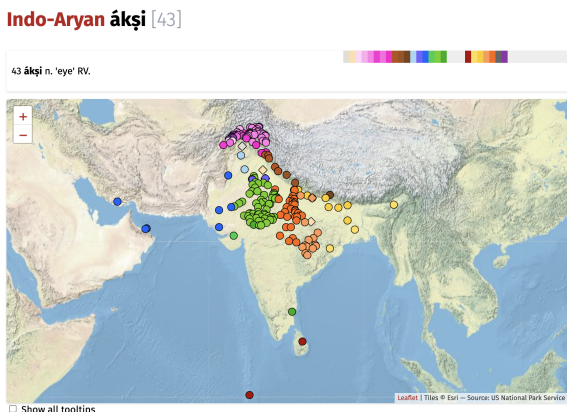 Indo-Aryan ákṣi [43]
43 ákṣi n. 'eye' RV.
+
−
Leaflet | Tiles © Esri — Source: US National Park Service
Show all tooltips